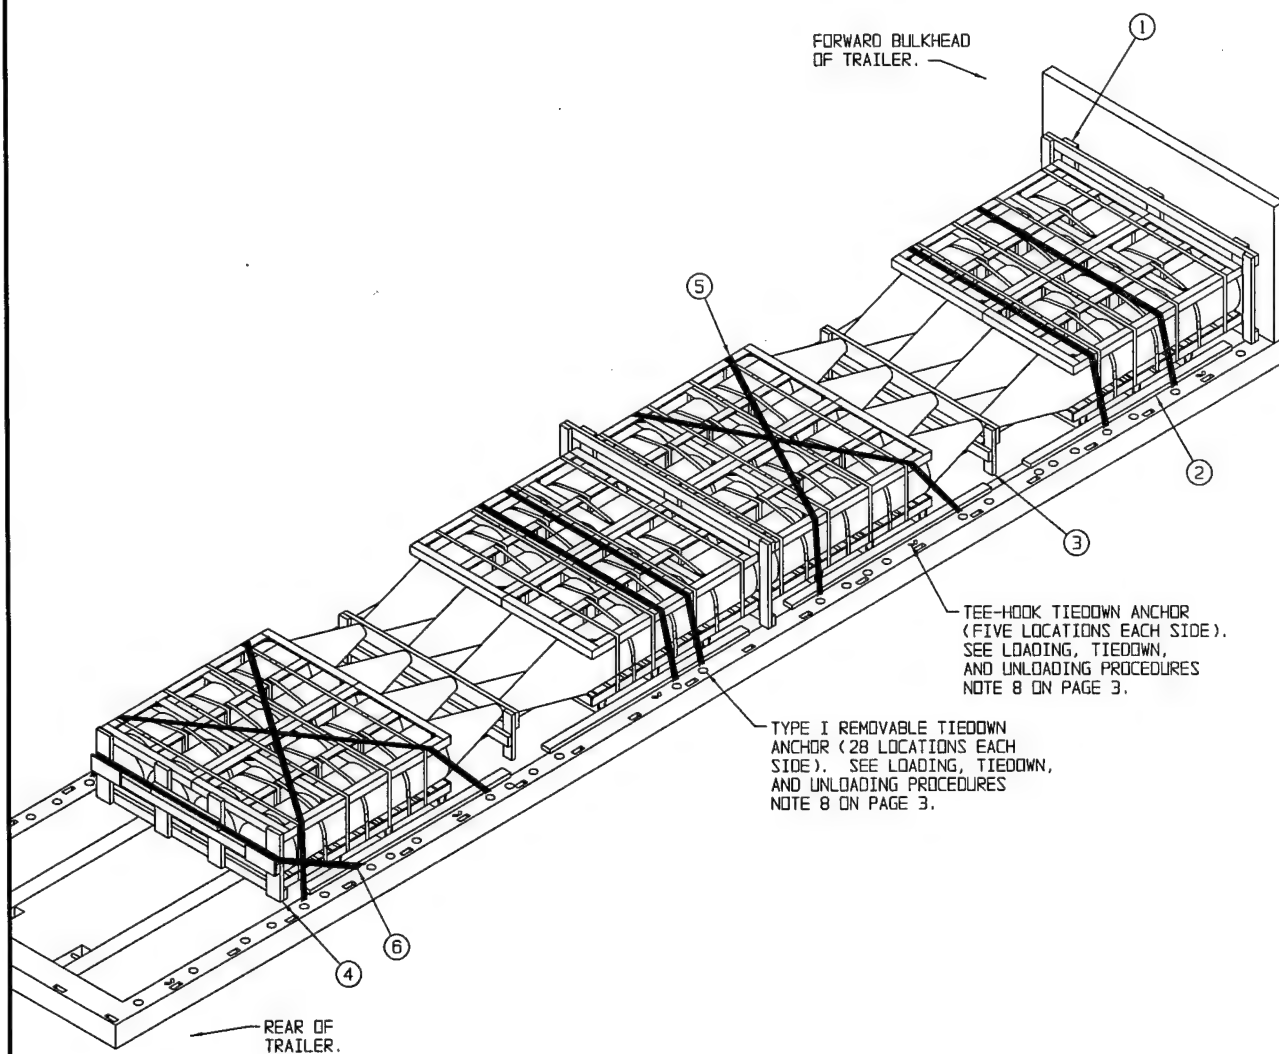 1
FORWARD BULKHEAD
OF TRAILER.
5
2
3
TEE-HOOK TIEDOWN ANCHOR
(FIVE LOCATIONS EACH SIDE).
SEE LOADING, TIEDOWN,
AND UNLOADING PROCEDURES
NOTE 8 ON PAGE 3.
TYPE I REMOVABLE TIEDOWN
ANCHOR (28 LOCATIONS EACH
SIDE). SEE LOADING, TIEDOWN,
AND UNLOADING PROCEDURES
NOTE 8 ON PAGE 3.
6
4
REAR OF
TRAILER.